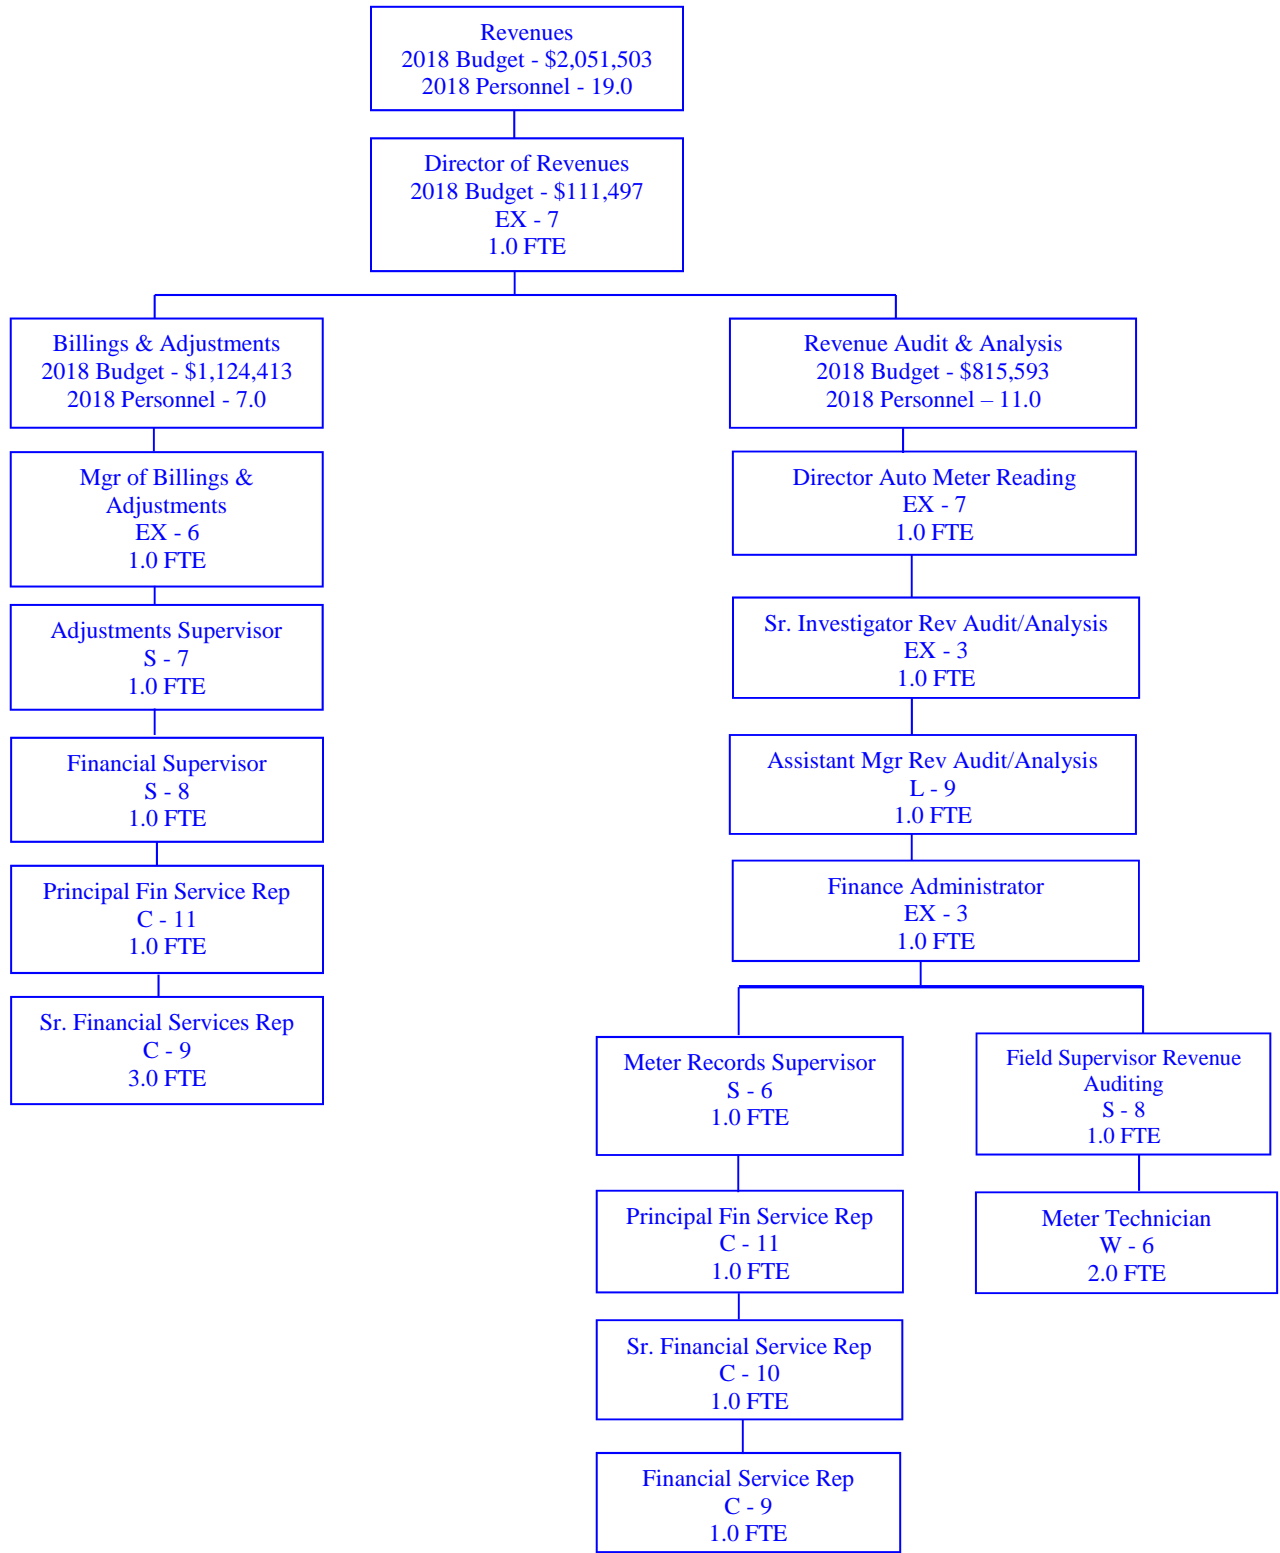 Revenues
2018 Budget - $2,051,503
2018 Personnel - 19.0
Director of Revenues
2018 Budget - $111,497
EX - 7
1.0 FTE
Billings & Adjustments
2018 Budget - $1,124,413
2018 Personnel - 7.0
Mgr of Billings &
Adjustments
EX - 6
1.0 FTE
Adjustments Supervisor
S - 7
1.0 FTE
Financial Supervisor
S - 8
1.0 FTE
Principal Fin Service Rep
C - 11
1.0 FTE
Sr. Financial Services Rep
C - 9
3.0 FTE
Revenue Audit & Analysis
2018 Budget - $815,593
2018 Personnel – 11.0
Director Auto Meter Reading
EX - 7
1.0 FTE
Sr. Investigator Rev Audit/Analysis
EX - 3
1.0 FTE
Assistant Mgr Rev Audit/Analysis
L - 9
1.0 FTE
Finance Administrator
EX - 3
1.0 FTE
Meter Records Supervisor
S - 6
1.0 FTE
Principal Fin Service Rep
C - 11
1.0 FTE
Sr. Financial Service Rep
C - 10
1.0 FTE
Financial Service Rep
C - 9
1.0 FTE
Field Supervisor Revenue
Auditing
S - 8
1.0 FTE
Meter Technician
W - 6
2.0 FTE